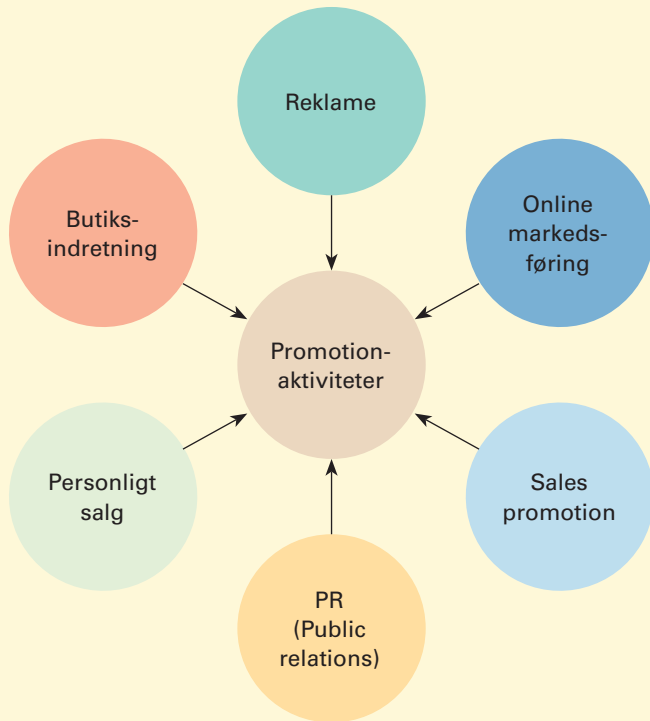 Reklame
Butiks-
indretning
Online
markeds-
føring
Promotion-
aktiviteter
Personligt
salg
Sales
promotion
PR
(Public
relations)